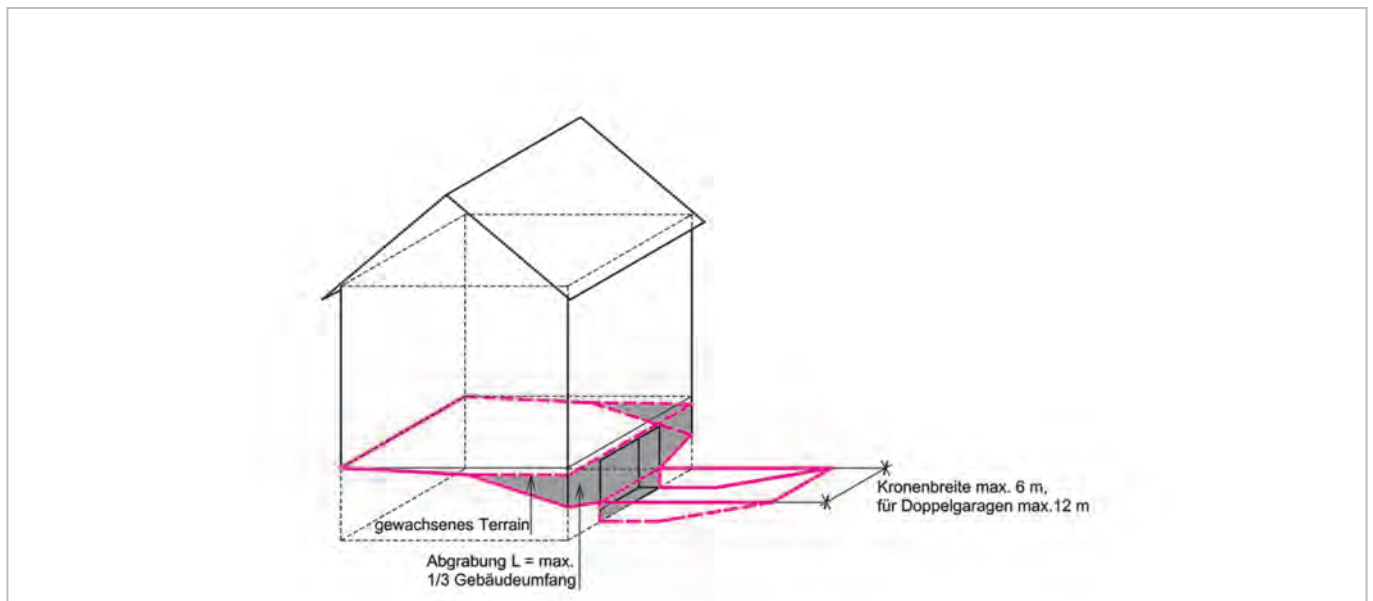 Kronenbreite max. 6 m,
für Doppelgaragen max.12 m
gewachsenes Terrain
Abgrabung L = max.
1/3 Gebäudeumfang